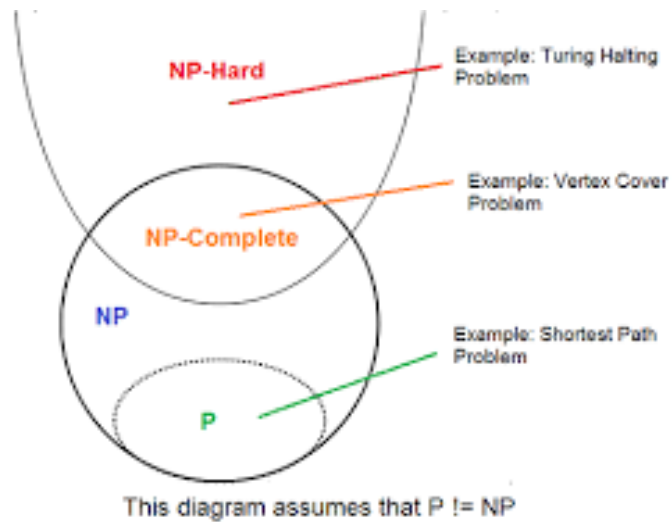 NP-Hard
Example: Turing Halting
Problem
Example: Vertex Cover
Problem
NP-Complete
NP
Example: Shortest Path
Problem
P
This diagram assumes that P != NP